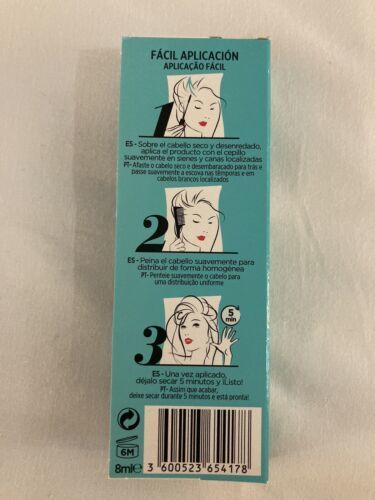 FÁCIL APLICACIÓN
APLICAÇÃO FÁCIL
1
ES - Sobre el cabello seco y desenredado,
aplica el producto con el cepillo
suavemente en sienes y canas localizadas
PT- Afaste o cabelo seco e desembaraçado para trás e
passe suavemente a escova nas têmporas e em
cabelos brancos localizados
2
ES - Peina el cabello suavemente para
distribuir de forma homogénea
PT - Penteie suavemente o cabelo para
uma distribuição uniforme
3
5
min
ES - Una vez aplicado,
déjalo secar 5 minutos y ¡Listo!
PT- Assim que acabar,
deixe secar durante 5 minutos e está pronta!
6M
8ml℮
3 600523 654178